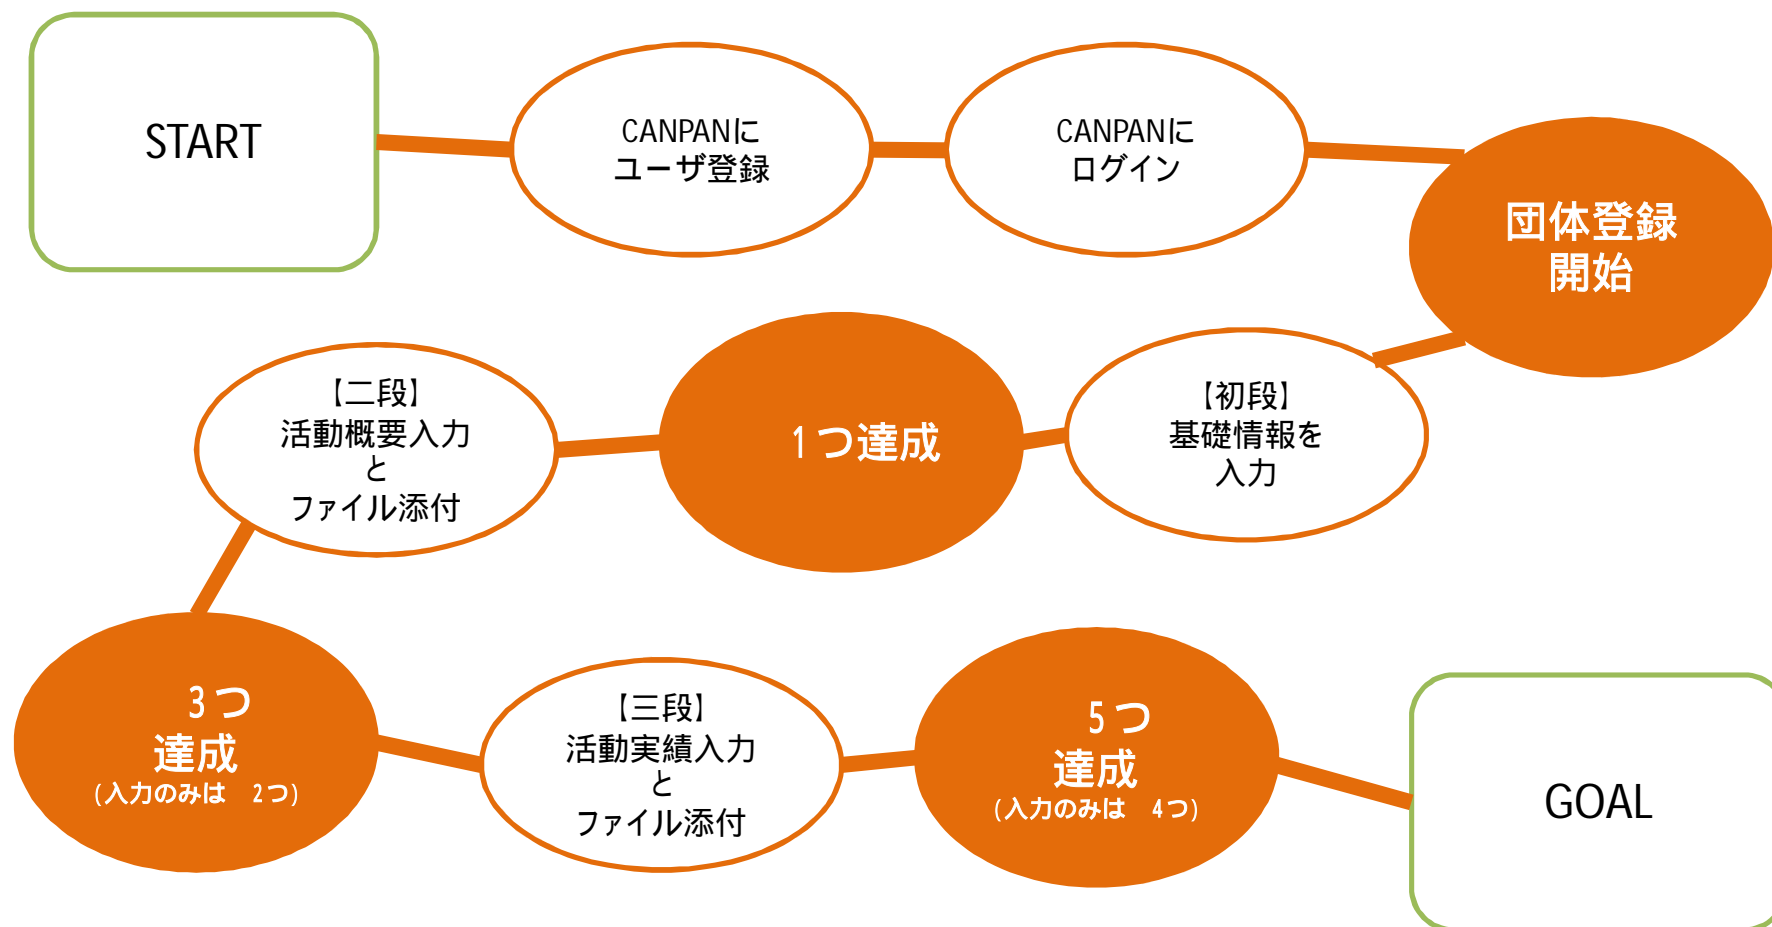 START
CANPANに
ユーザ登録
CANPANに
ログイン
団体登録
開始
【初段】
基礎情報を
入力
1つ達成
【二段】
活動概要入力
と
ファイル添付
3つ
達成
(入力のみは　2つ)
【三段】
活動実績入力
と
ファイル添付
5つ
達成
(入力のみは　4つ)
GOAL